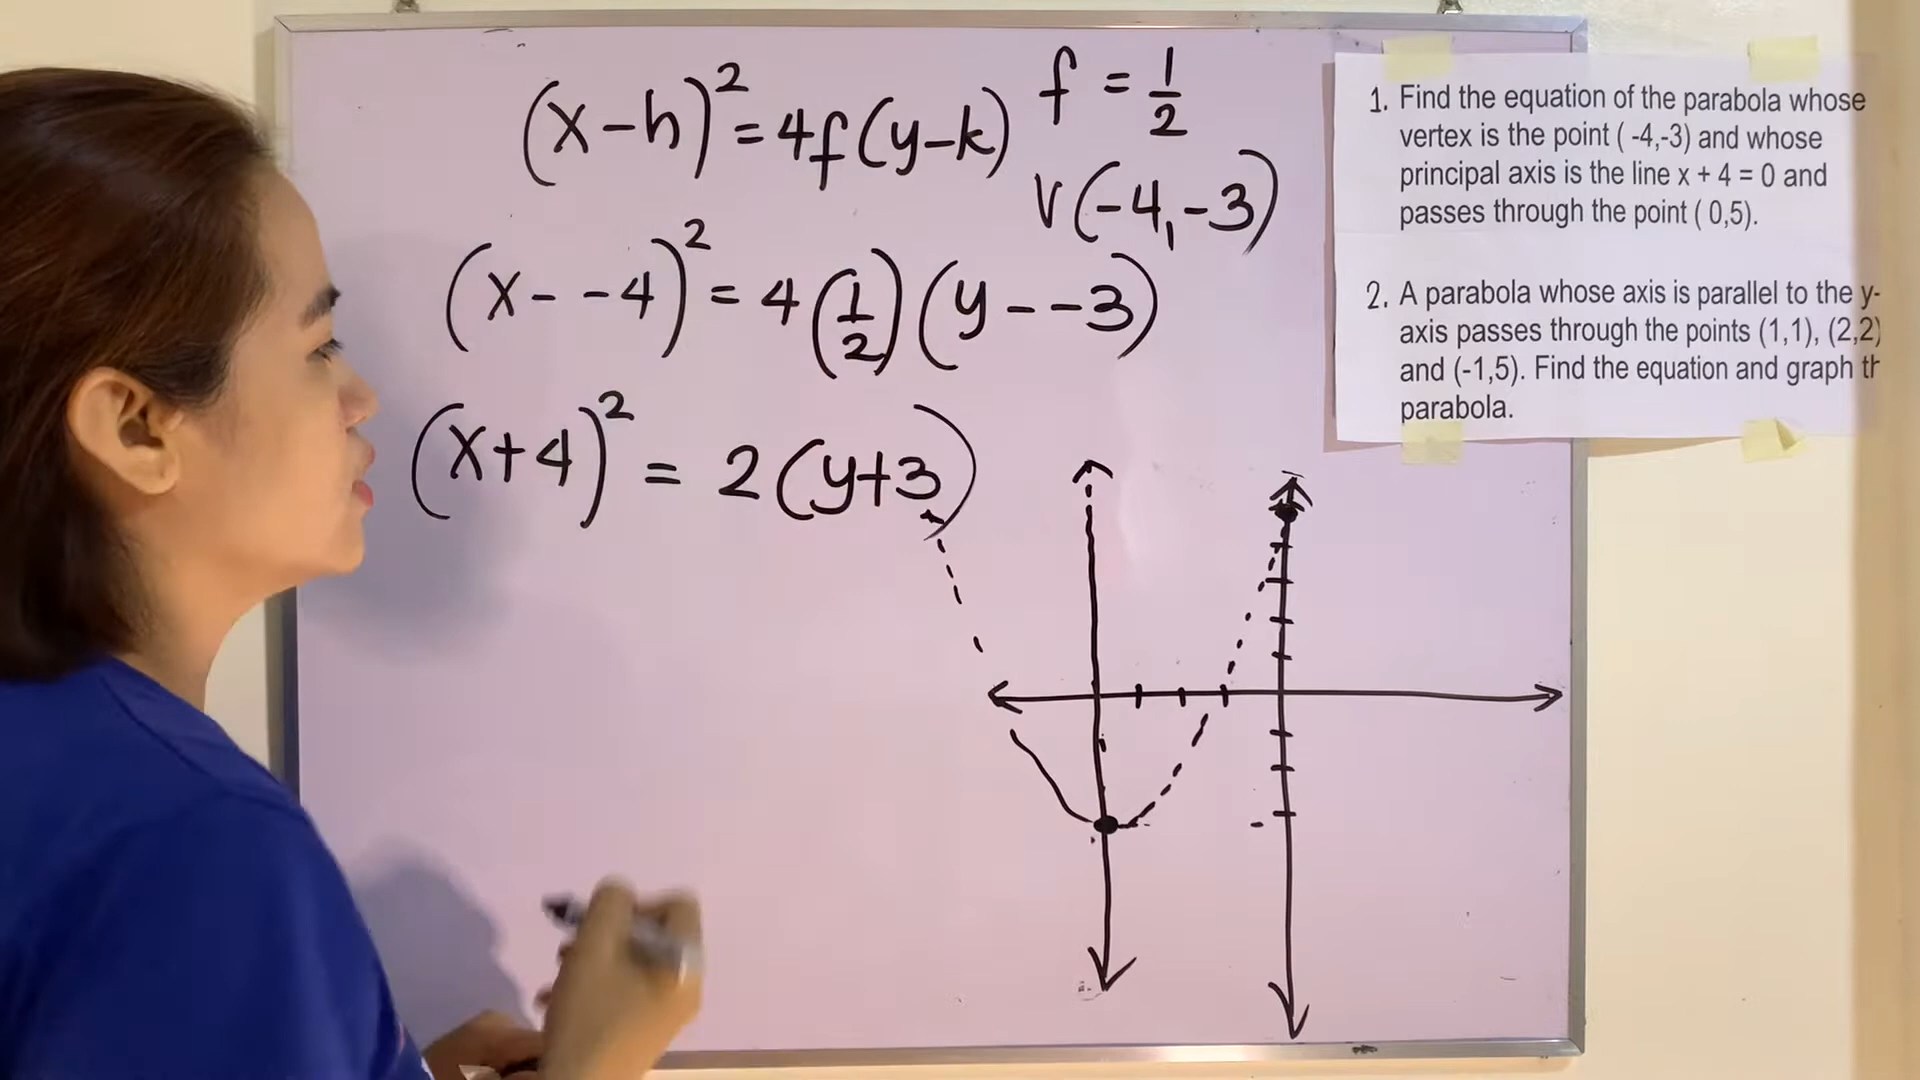 (x-h)² = 4f(y-k)
f = 1/2
V(-4,-3)
(x--4)² = 4(1/2)(y--3)
(x+4)² = 2(y+3)
1. Find the equation of the parabola whose
vertex is the point ( -4,-3) and whose
principal axis is the line x + 4 = 0 and
passes through the point ( 0,5).
2. A parabola whose axis is parallel to the y-
axis passes through the points (1,1), (2,2)
and (-1,5). Find the equation and graph th
parabola.